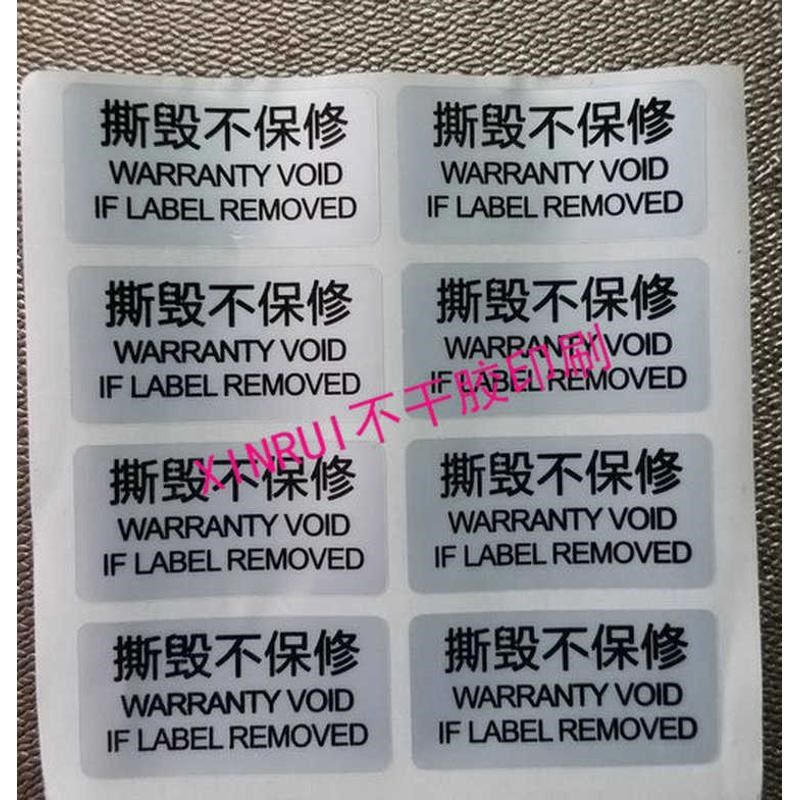 撕毁不保修
WARRANTY VOID
IF LABEL REMOVED
撕毁不保修
WARRANTY VOID
IF LABEL REMOVED
撕毁不保修
WARRANTY VOID
IF LABEL REMOVED
撕毁不保修
WARRANTY VOID
IF LABEL REMOVED
XINRUI不干胶印刷
撕毁不保修
WARRANTY VOID
IF LABEL REMOVED
撕毁不保修
WARRANTY VOID
IF LABEL REMOVED
撕毁不保修
WARRANTY VOID
IF LABEL REMOVED
撕毁不保修
WARRANTY VOID
IF LABEL REMOVED